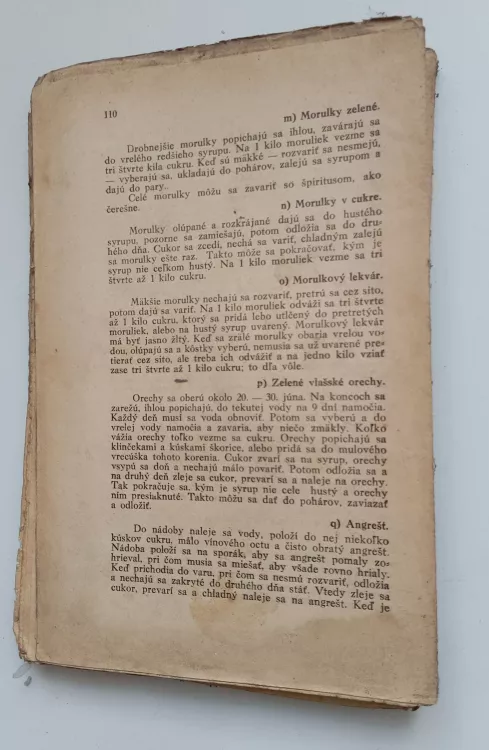 110
m) Morulky zelené.
Drobnejšie morulky popichajú sa ihlou, zavárajú sa
do vrelého redšieho syrupu. Na 1 kilo moruliek vezme sa
tri štvrte kila cukru. Keď sú mäkké — rozvariť sa nesmejú,
— vyberajú sa, ukladajú do pohárov, zalejú sa syrupom a
dajú do pary.
Celé morulky môžu sa zavariť so špiritusom, ako
čerešne.
n) Morulky v cukre.
Morulky olúpané a rozkrájané dajú sa do hustého
syrupu, pozorne sa zamiešajú, potom odložia sa do dru-
hého dňa. Cukor sa zcedí, nechá sa variť, chladným zalejú
sa morulky ešte raz. Takto môže sa pokračovať, kým je
syrup nie ceľkom hustý. Na 1 kilo moruliek vezme sa tri
štvrte až 1 kilo cukru.
o) Morulkový lekvár.
Mäkšie morulky nechajú sa rozvariť, pretrú sa cez sito,
potom dajú sa variť. Na 1 kilo moruliek odváži sa tri štvrte
až 1 kilo cukru, ktorý sa pridá lebo utlčený do pretretých
moruliek, alebo na hustý syrup uvarený. Morulkový lekvár
má byť jasno žltý. Keď sa zralé morulky obaria vrelou vo-
dou, olúpajú sa a kôstky vyberú, nemusia sa už uvarené pre-
tierať cez sito, ale treba ich odvážiť a na jedno kilo vziať
zase tri štvrte až 1 kilo cukru; to dľa vôle.
p) Zelené vlašské orechy.
Orechy sa oberú okolo 20. — 30. júna. Na koncoch sa
zarežú, ihlou popichajú, do tekutej vody na 9 dní namočia.
Každý deň musí sa voda obnoviť. Potom sa vyberú a do
vrelej vody namočia a zavaria, aby niečo zmäkly. Koľko
vážia orechy toľko vezme sa cukru. Orechy popichajú sa
klinčekami a kúskami škorice, alebo pridá sa do mulového
vrecúška tohoto korenia. Cukor zvarí sa na syrup, orechy
vsypú sa doň a nechajú málo povariť. Potom odložia sa a
na druhý deň zleje sa cukor, prevarí sa a naleje na orechy.
Tak pokračuje sa, kým je syrup nie cele hustý a orechy
ním presiaknuté. Takto môžu sa dať do pohárov, zaviazať
a odložiť.
q) Angrešt.
Do nádoby naleje sa vody, položí do nej niekoľko
kúskov cukru, málo vínového octu a čisto obratý angrešt.
Nádoba položí sa na sporák, aby sa angrešt pomaly zo-
hrieval, pri čom musia sa miešať, aby všade rovno hrialy.
Keď prichodia do varu, pri čom sa nesmú rozvariť, odložia
a nechajú sa zakryté do druhého dňa stáť. Vtedy zleje sa
cukor, prevarí sa a chladný naleje sa na angrešt. Keď je